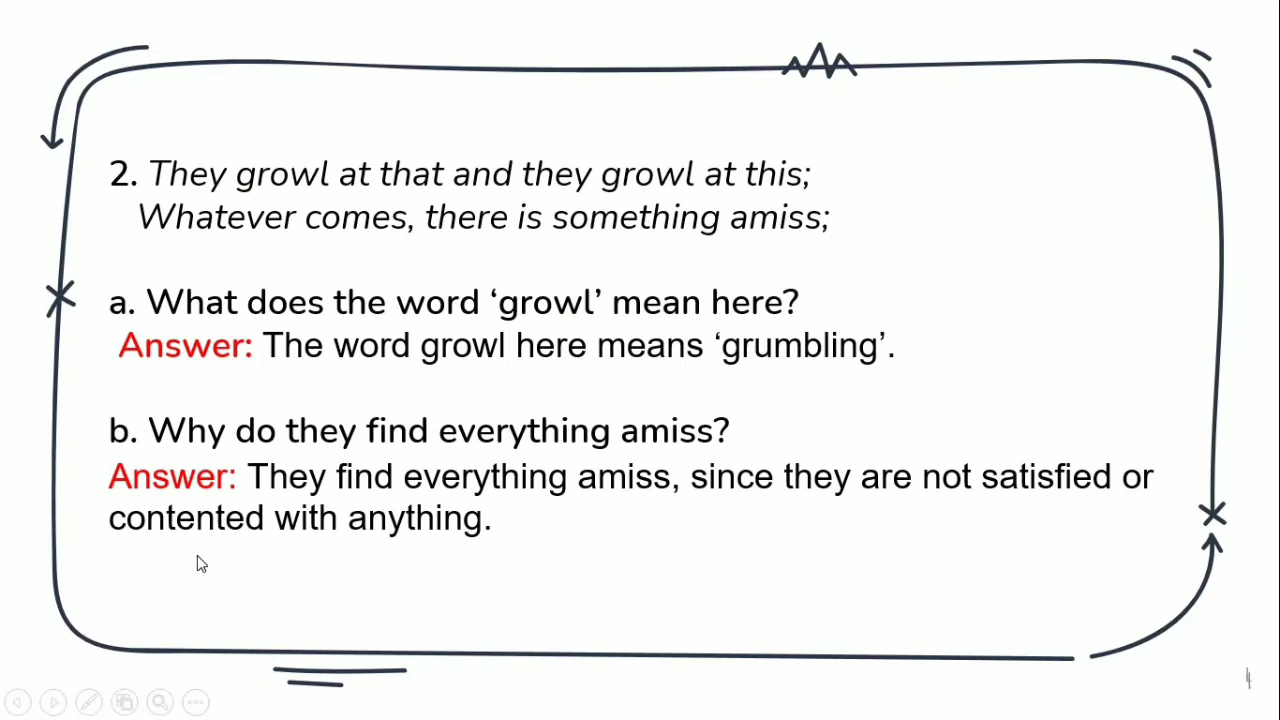 2. They growl at that and they growl at this;
Whatever comes, there is something amiss;
a. What does the word ‘growl’ mean here?
Answer: The word growl here means ‘grumbling’.
b. Why do they find everything amiss?
Answer: They find everything amiss, since they are not satisfied or
contented with anything.
4